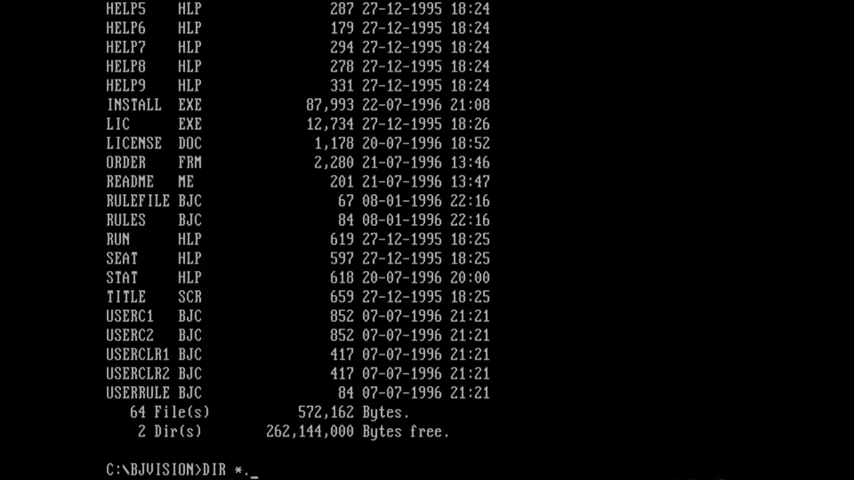 HELP5    HLP             287 27-12-1995 18:24
HELP6    HLP             179 27-12-1995 18:24
HELP7    HLP             294 27-12-1995 18:24
HELP8    HLP             278 27-12-1995 18:24
HELP9    HLP             331 27-12-1995 18:24
INSTALL  EXE          87,993 22-07-1996 21:08
LIC      EXE          12,734 27-12-1995 18:26
LICENSE  DOC           1,178 20-07-1996 18:52
ORDER    FRM           2,280 21-07-1996 13:46
README   ME              201 21-07-1996 13:47
RULEFILE BJC              67 08-01-1996 22:16
RULES    BJC              84 08-01-1996 22:16
RUN      HLP             619 27-12-1995 18:25
SEAT     HLP             597 27-12-1995 18:25
STAT     HLP             618 20-07-1996 20:00
TITLE    SCR             659 27-12-1995 18:25
USERC1   BJC             852 07-07-1996 21:21
USERC2   BJC             852 07-07-1996 21:21
USERCLR1 BJC             417 07-07-1996 21:21
USERCLR2 BJC             417 07-07-1996 21:21
USERRULE BJC              84 07-07-1996 21:21
   64 File(s)        572,162 Bytes.
    2 Dir(s)     262,144,000 Bytes free.
C:\BJVISION>DIR *._